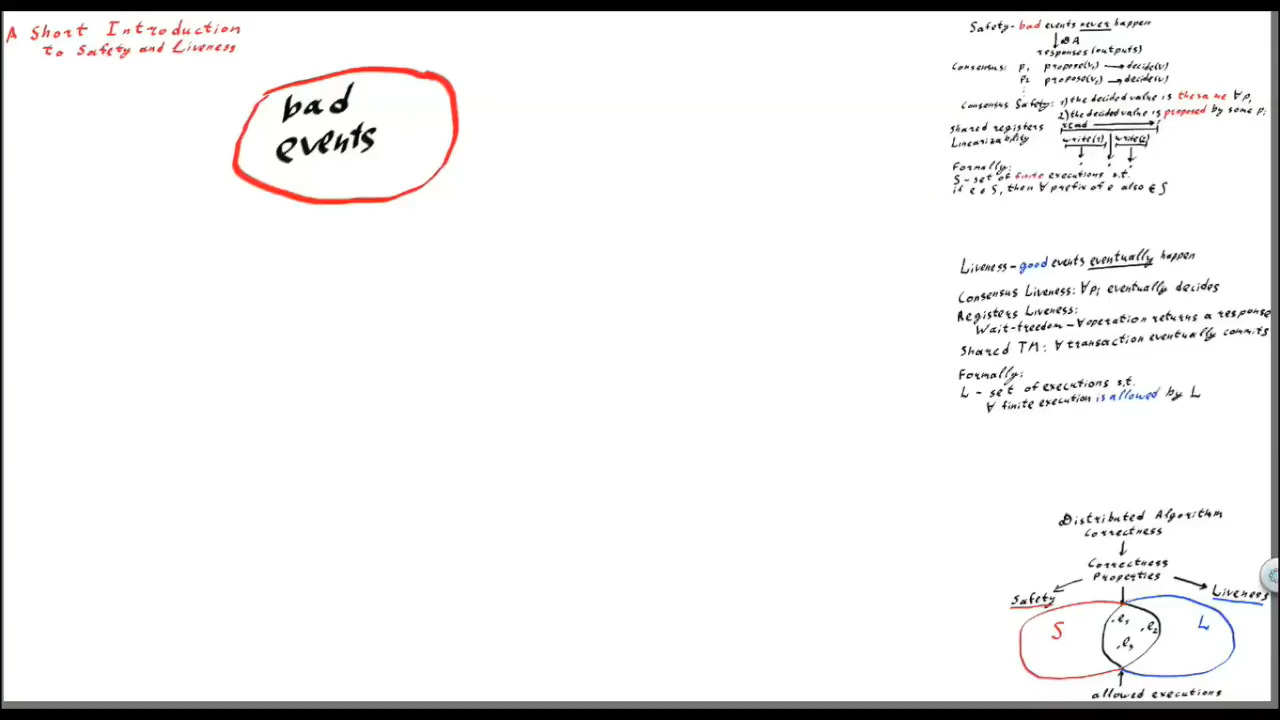 A Short Introduction
to Safety and Liveness
bad
events
Safety - bad events never happen
DA
responses (outputs)
Consensus: p₁ propose(v₁) → decide(v)
p₂ propose(v₂) → decide(v)
⋮
Consensus Safety: 1) the decided value is the same ∀pᵢ
2) the decided value is proposed by some pᵢ
Shared registers
read
Linearizability
write(1) write(2)
Formally:
S - set of finite executions s.t.
if e ∈ S, then ∀ prefix of e also ∈ S
Liveness - good events eventually happen
Consensus Liveness: ∀pᵢ eventually decides
Registers Liveness:
Wait-freedom - ∀operation returns a response
Shared TM: ∀ transaction eventually commits
Formally:
L - set of executions s.t.
∀ finite execution is allowed by L
Distributed Algorithm
Correctness
Correctness
Properties
Safety Liveness
S .e₁ .e₂ L
.e₃
allowed executions